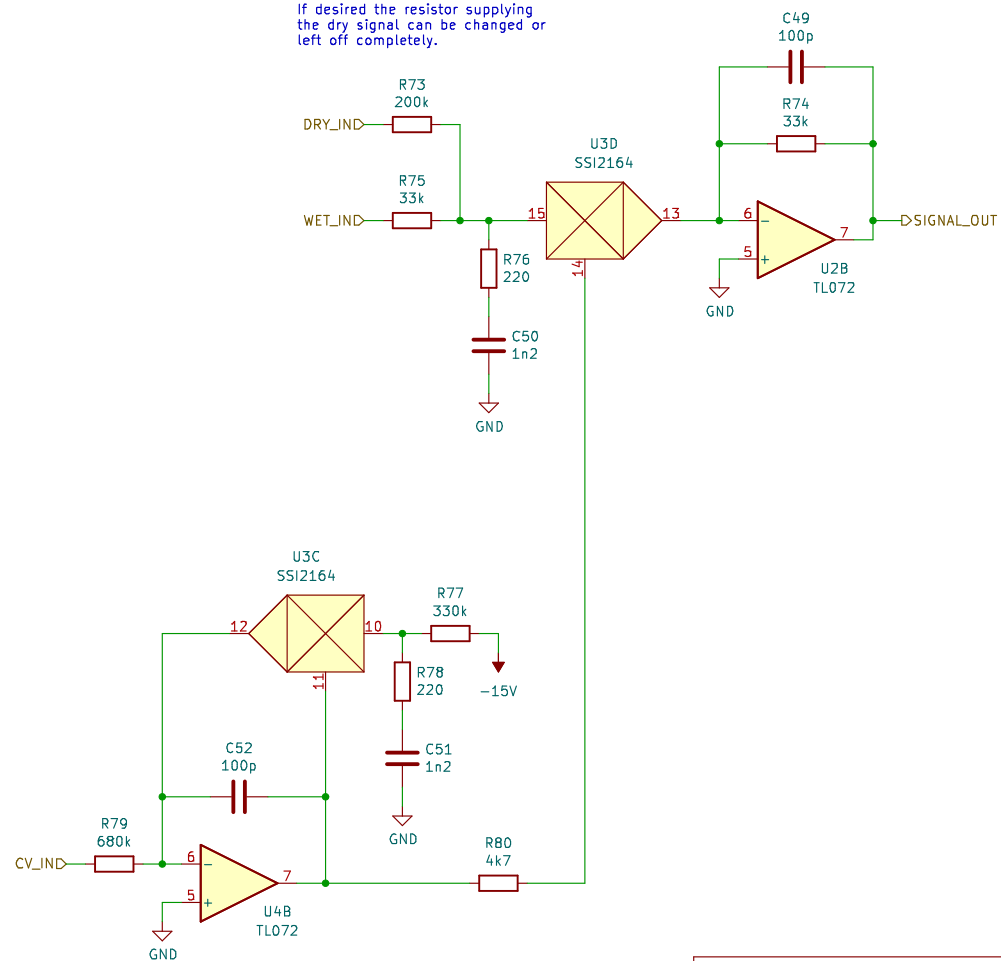 If desired the resistor supplying
the dry signal can be changed or
left off completely.
C49
100p
R73
200k
R74
33k
DRY_IN
U3D
SSI2164
R75
33k
WET_IN
15
13
6
−
7
SIGNAL_OUT
5
+
14
R76
220
U2B
TL072
GND
C50
1n2
GND
U3C
SSI2164
R77
330k
12
10
11
R78
220
−15V
C52
100p
C51
1n2
R79
680k
GND
R80
4k7
CV_IN
6
−
7
5
+
U4B
TL072
GND